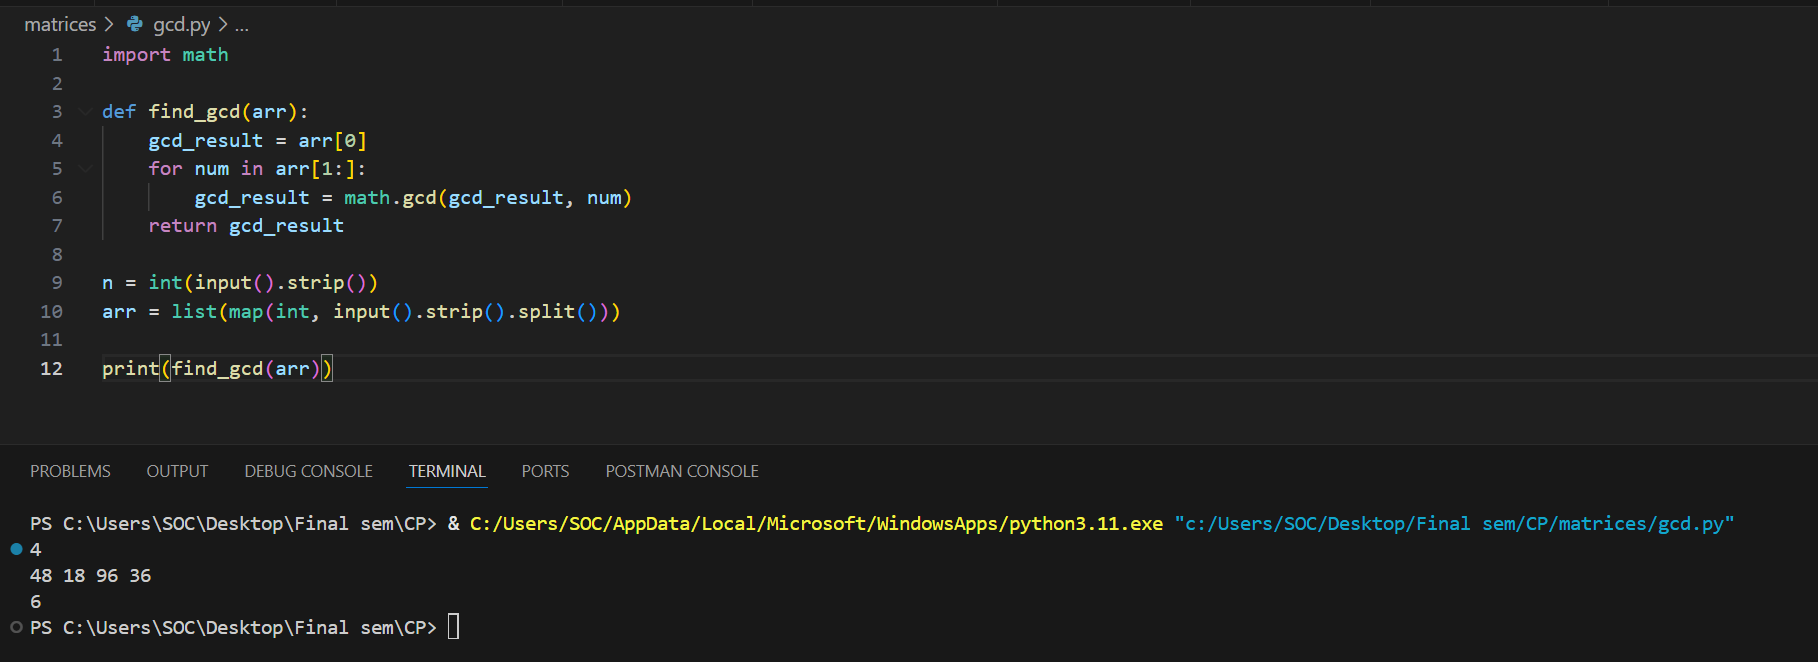 matrices > gcd.py > ...
1 import math
2
3 def find_gcd(arr):
4     gcd_result = arr[0]
5     for num in arr[1:]:
6         gcd_result = math.gcd(gcd_result, num)
7     return gcd_result
8
9 n = int(input().strip())
10 arr = list(map(int, input().strip().split()))
11
12 print(find_gcd(arr))
PROBLEMS OUTPUT DEBUG CONSOLE TERMINAL PORTS POSTMAN CONSOLE
PS C:\Users\SOC\Desktop\Final sem\CP> & C:/Users/SOC/AppData/Local/Microsoft/WindowsApps/python3.11.exe "c:/Users/SOC/Desktop/Final sem/CP/matrices/gcd.py"
4
48 18 96 36
6
PS C:\Users\SOC\Desktop\Final sem\CP>